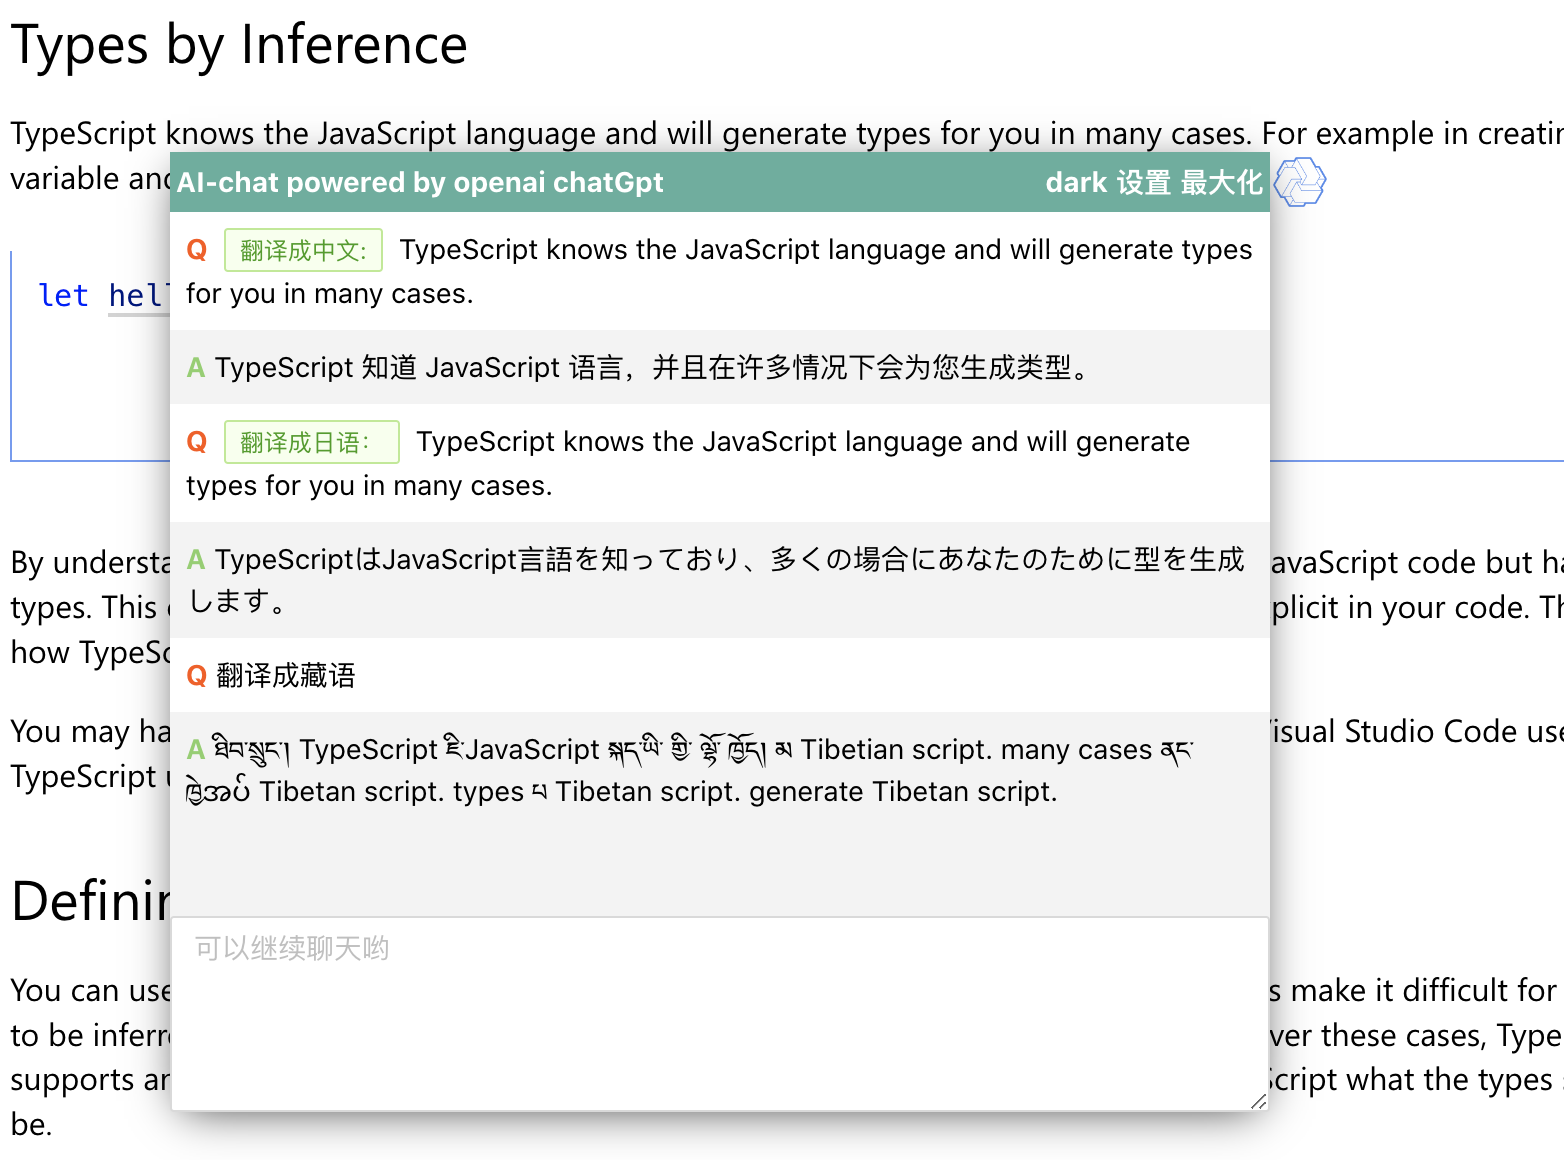 Types by Inference
TypeScript knows the JavaScript language and will generate types for you in many cases. For example in creatin
variable and
AI-chat powered by openai chatGpt dark 设置 最大化
let hell
Q 翻译成中文: TypeScript knows the JavaScript language and will generate types
for you in many cases.
A TypeScript 知道 JavaScript 语言，并且在许多情况下会为您生成类型。
Q 翻译成日语： TypeScript knows the JavaScript language and will generate
types for you in many cases.
A TypeScriptはJavaScript言語を知っており、多くの場合にあなたのために型を生成
します。
Q 翻译成藏语
A TypeScript JavaScript Tibetian script. many cases
Tibetan script. types པ Tibetan script. generate Tibetan script.
可以继续聊天哟
By understa
avaScript code but ha
types. This
plicit in your code. Th
how TypeSc
You may ha
isual Studio Code use
TypeScript
Definin
You can use
s make it difficult for
to be inferr
ver these cases, Type
supports an
Script what the types
be.